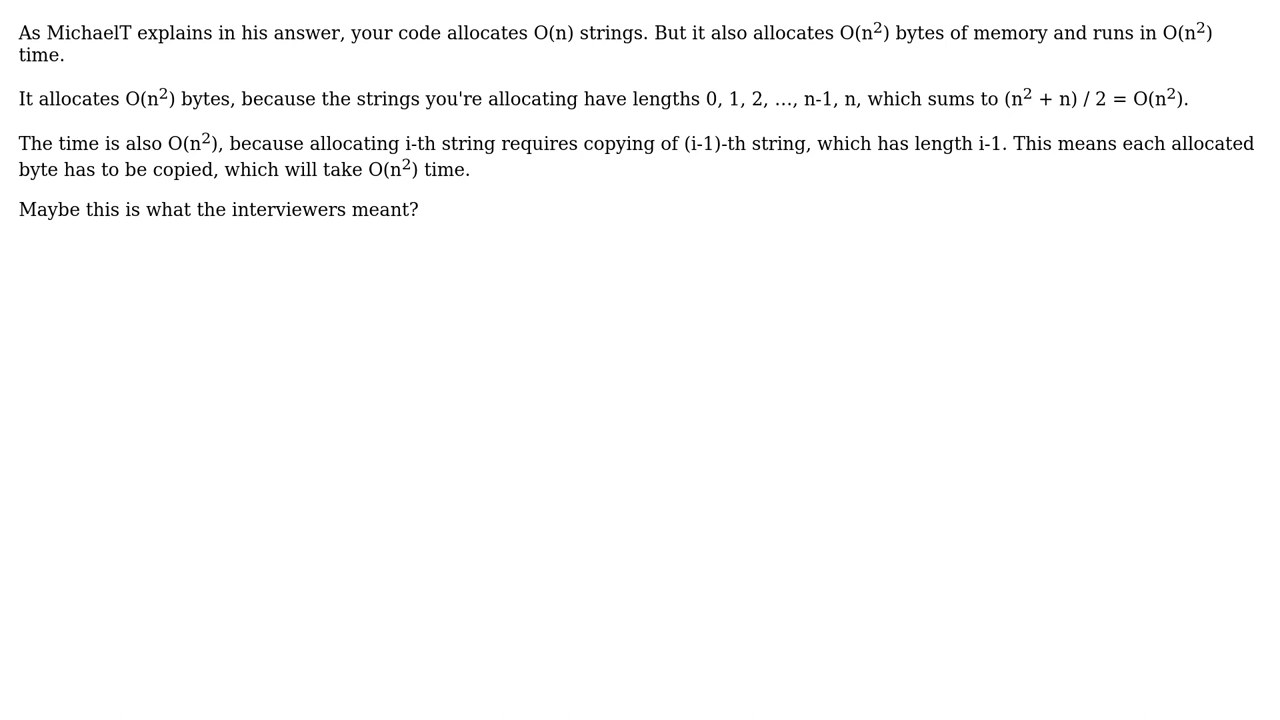 As MichaelT explains in his answer, your code allocates O(n) strings. But it also allocates O(n²) bytes of memory and runs in O(n²)
time.
It allocates O(n²) bytes, because the strings you're allocating have lengths 0, 1, 2, ..., n-1, n, which sums to (n² + n) / 2 = O(n²).
The time is also O(n²), because allocating i-th string requires copying of (i-1)-th string, which has length i-1. This means each allocated
byte has to be copied, which will take O(n²) time.
Maybe this is what the interviewers meant?